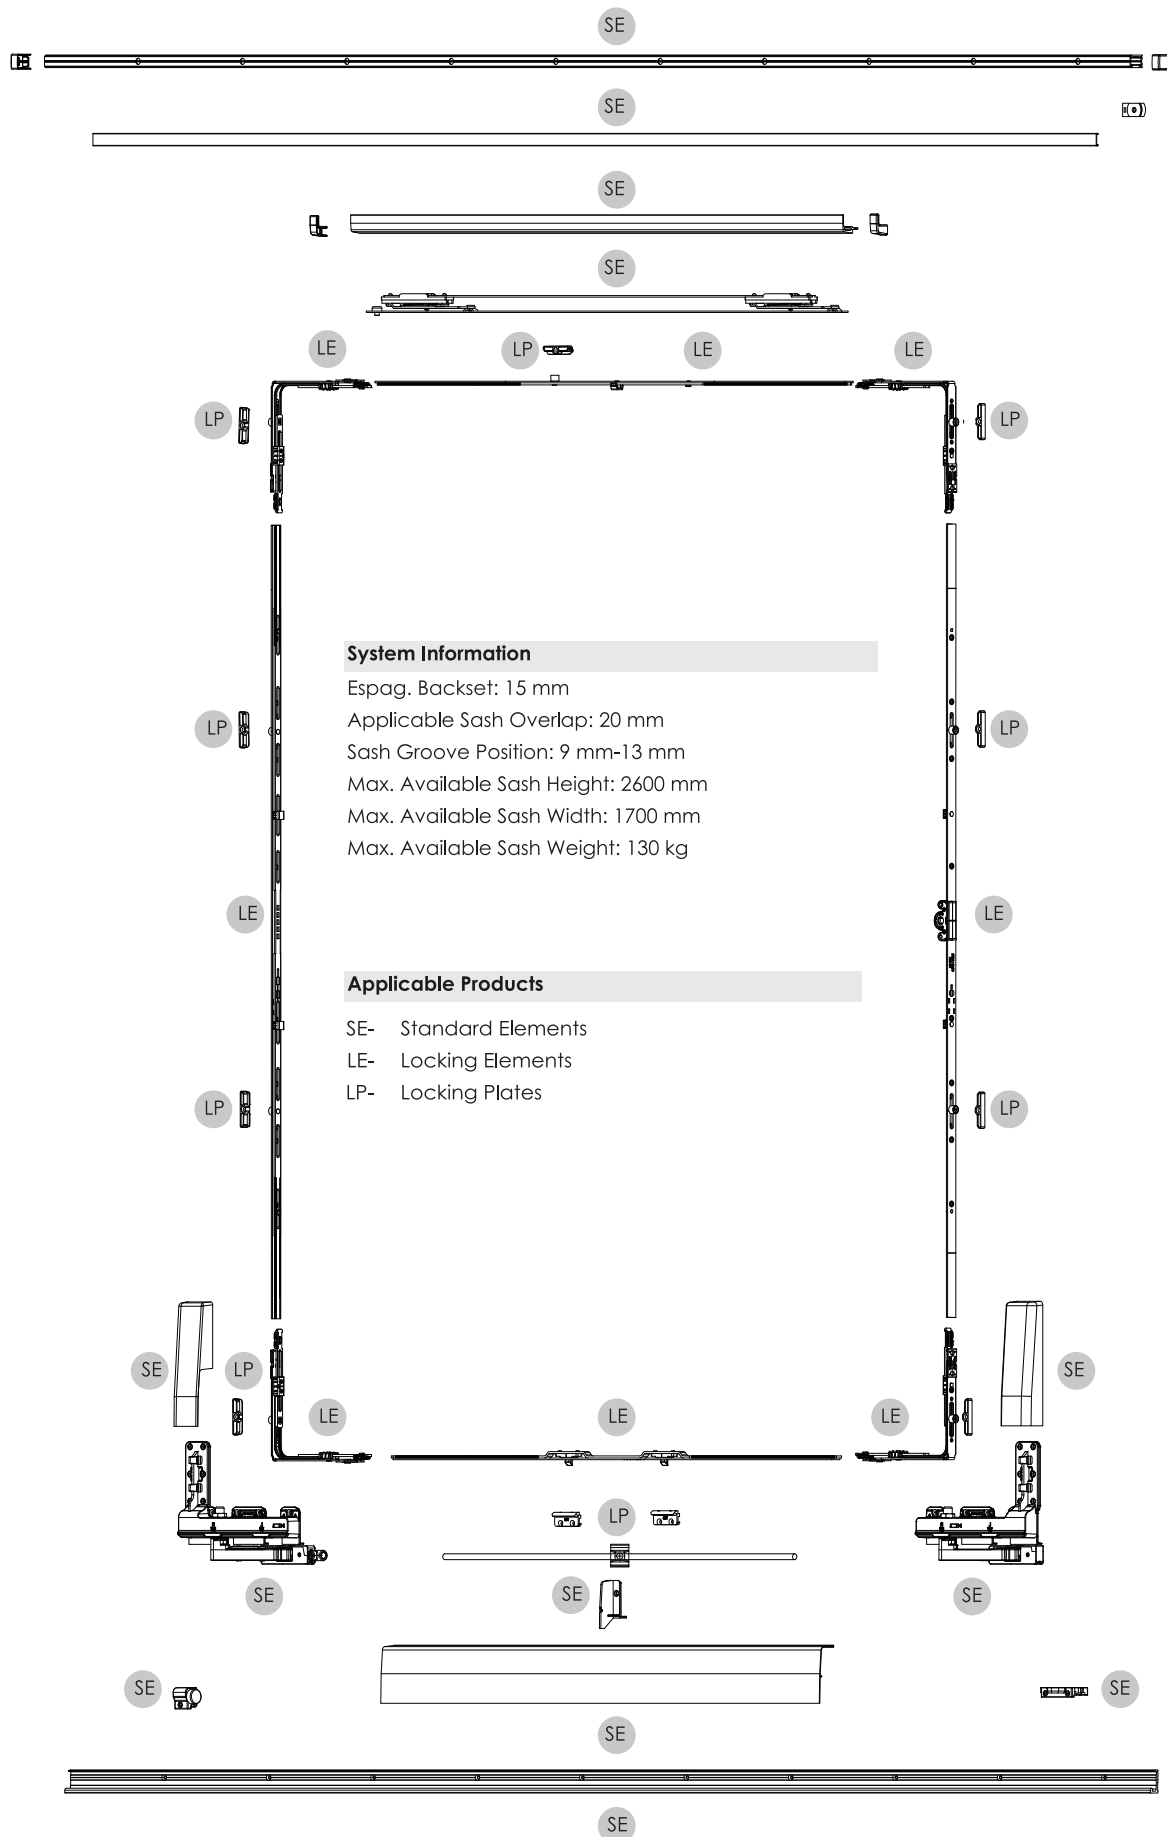 SE
SE
SE
SE
LE
LP
LE
LE
LP
LP
System Information
Espag. Backset: 15 mm
Applicable Sash Overlap: 20 mm
Sash Groove Position: 9 mm-13 mm
Max. Available Sash Height: 2600 mm
Max. Available Sash Width: 1700 mm
Max. Available Sash Weight: 130 kg
LP
LP
LE
LE
Applicable Products
SE- Standard Elements
LE- Locking Elements
LP- Locking Plates
LP
LP
SE
LP
SE
LE
LE
LE
LP
SE
SE
SE
SE
SE
SE
SE